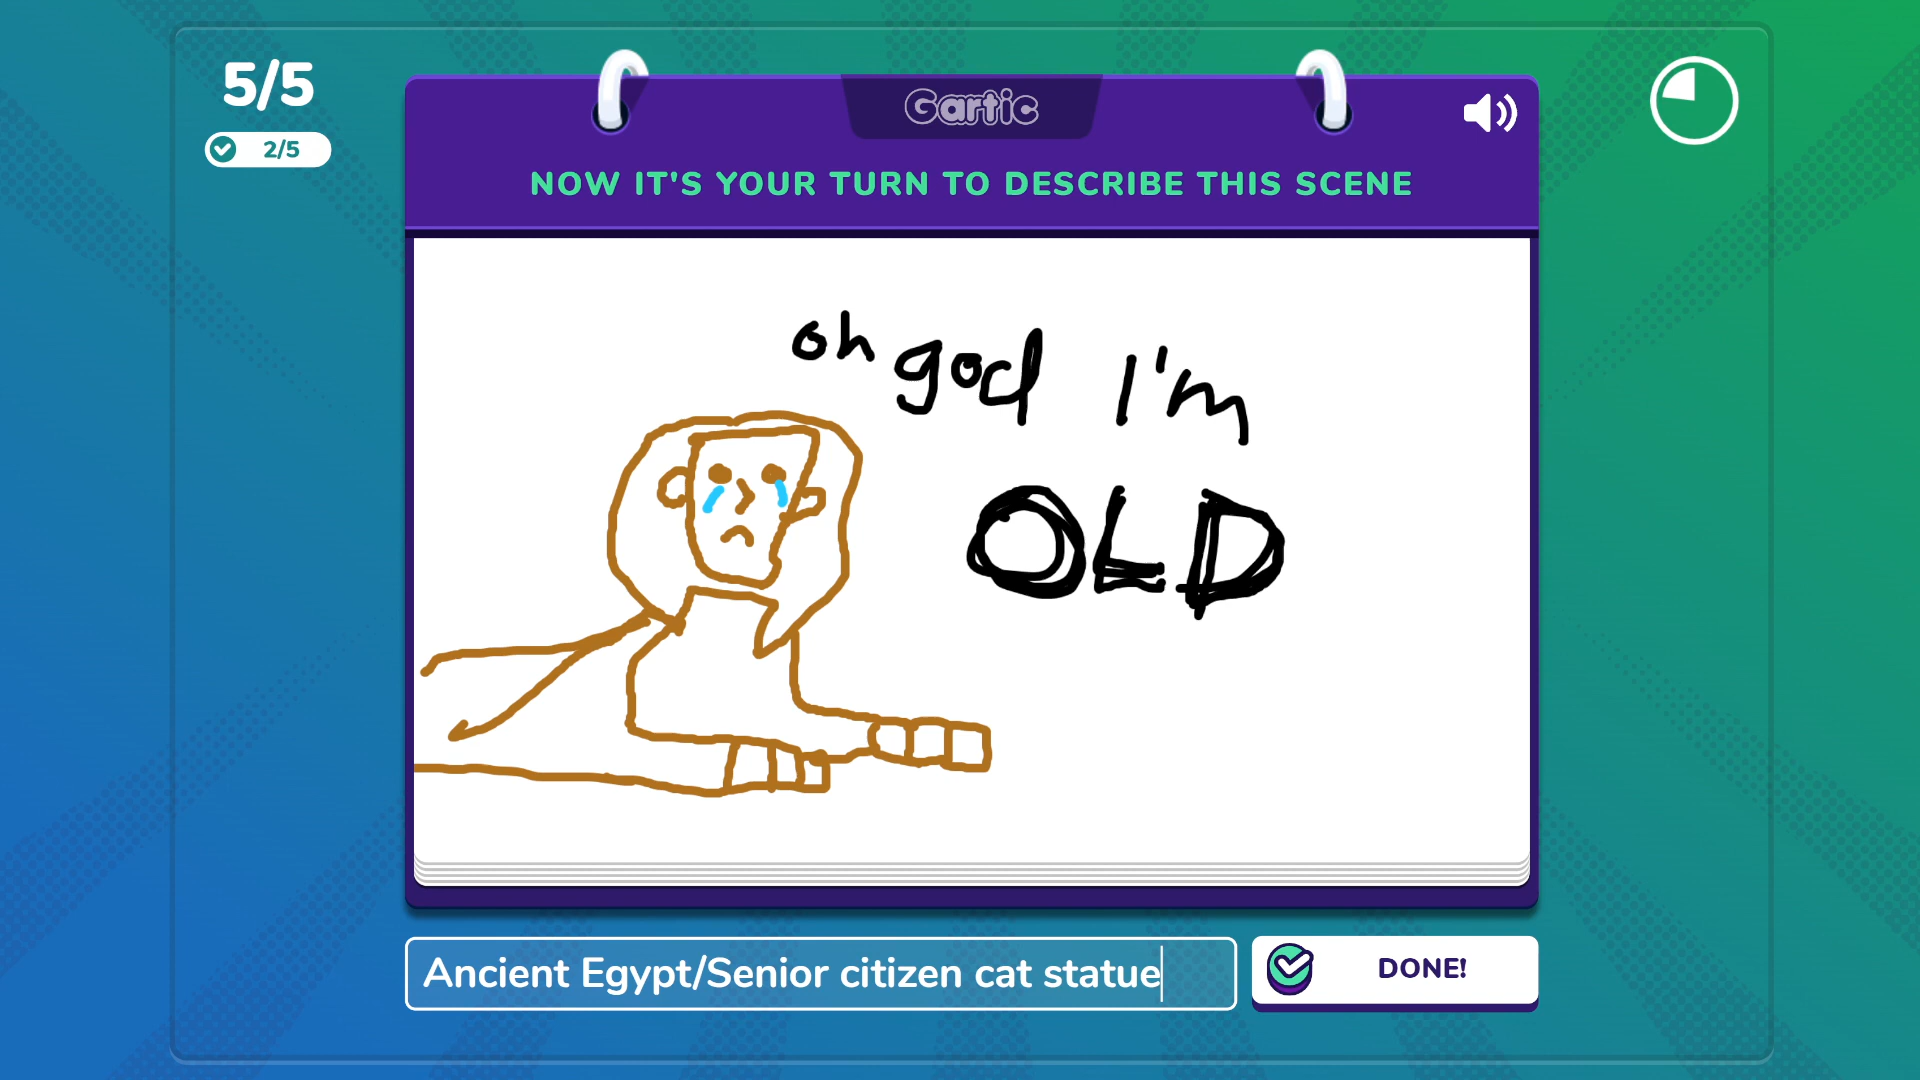 5/5
2/5
Gartic
NOW IT'S YOUR TURN TO DESCRIBE THIS SCENE
oh god I'm
OLD
Ancient Egypt/Senior citizen cat statue
DONE!